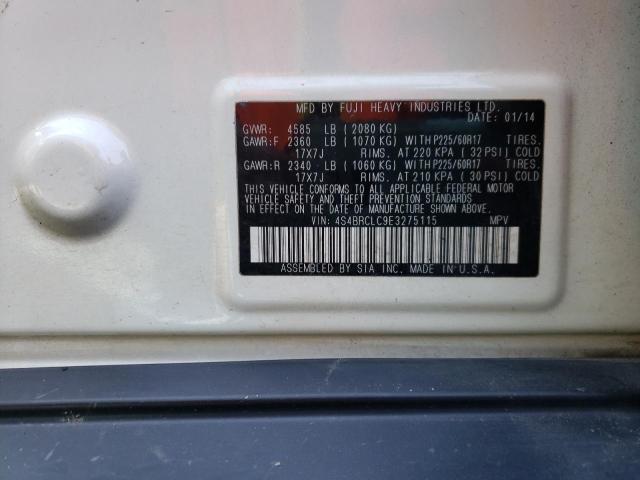 MFD BY FUJI HEAVY INDUSTRIES LTD.
DATE: 01/14
GVWR: 4585 LB (2080 KG)
GAWR:F 2360 LB (1070 KG) WITH P225/60R17 TIRES.
17X7J RIMS. AT 220 KPA (32 PSI) COLD
GAWR:R 2340 LB (1060 KG) WITH P225/60R17 TIRES.
17X7J RIMS. AT 210 KPA (30 PSI) COLD
THIS VEHICLE CONFORMS TO ALL APPLICABLE FEDERAL MOTOR
VEHICLE SAFETY AND THEFT PREVENTION STANDARDS
IN EFFECT ON THE DATE OF MANUFACTURE SHOWN ABOVE.
VIN: 4S4BRCLC9E3275115 MPV
ASSEMBLED BY SIA INC. MADE IN U.S.A.